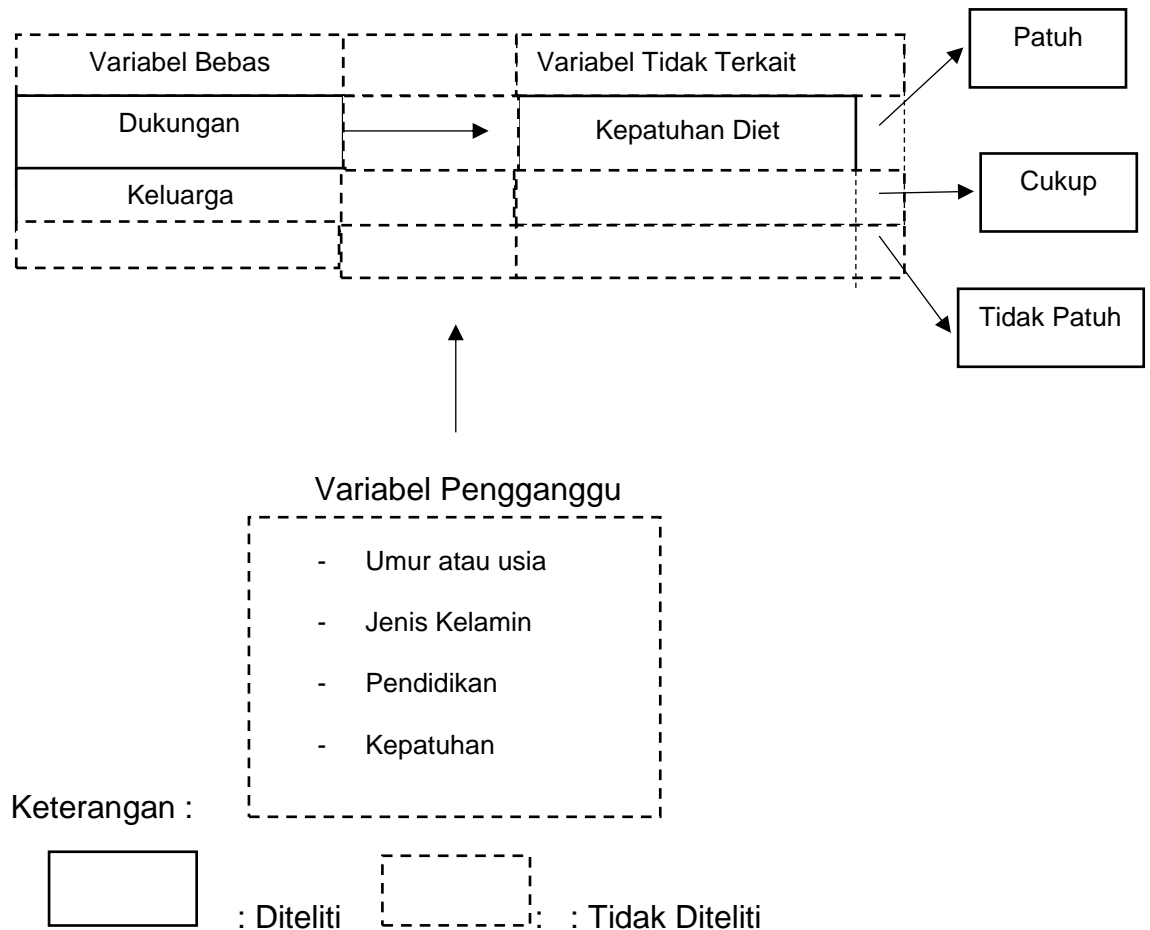 Variabel Bebas
Variabel Tidak Terkait
Patuh
Dukungan
Kepatuhan Diet
Keluarga
Cukup
Tidak Patuh
Variabel Pengganggu
- Umur atau usia
- Jenis Kelamin
- Pendidikan
- Kepatuhan
Keterangan :
: Diteliti : : Tidak Diteliti